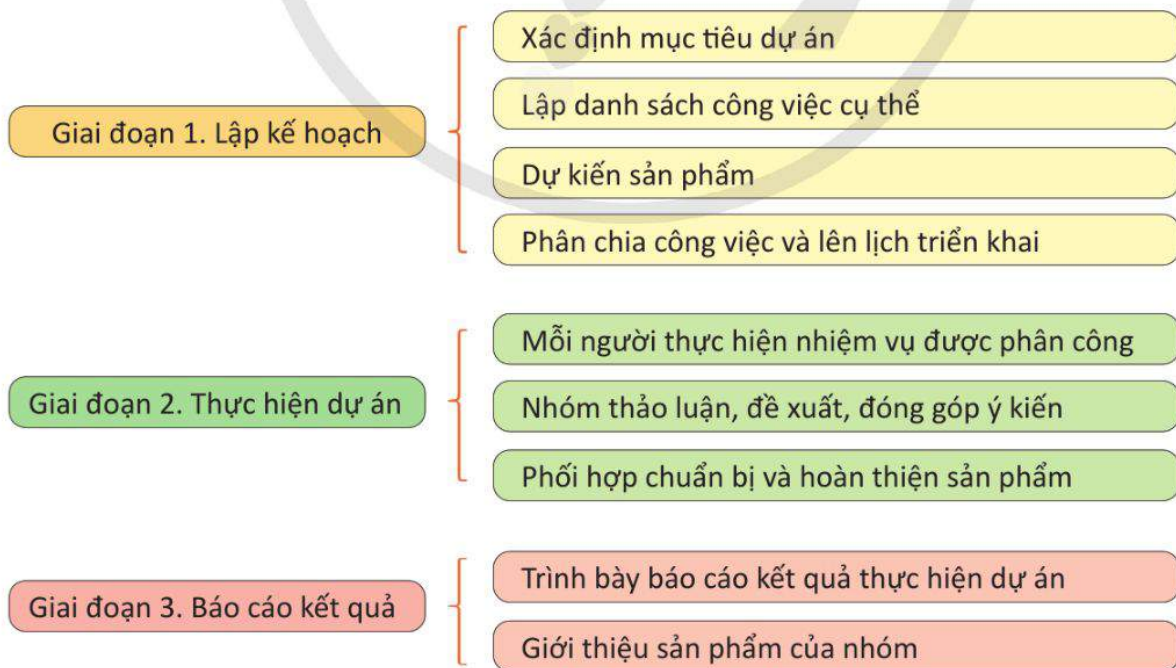 Giai đoạn 1. Lập kế hoạch
Xác định mục tiêu dự án
Lập danh sách công việc cụ thể
Dự kiến sản phẩm
Phân chia công việc và lên lịch triển khai
Giai đoạn 2. Thực hiện dự án
Mỗi người thực hiện nhiệm vụ được phân công
Nhóm thảo luận, đề xuất, đóng góp ý kiến
Phối hợp chuẩn bị và hoàn thiện sản phẩm
Giai đoạn 3. Báo cáo kết quả
Trình bày báo cáo kết quả thực hiện dự án
Giới thiệu sản phẩm của nhóm